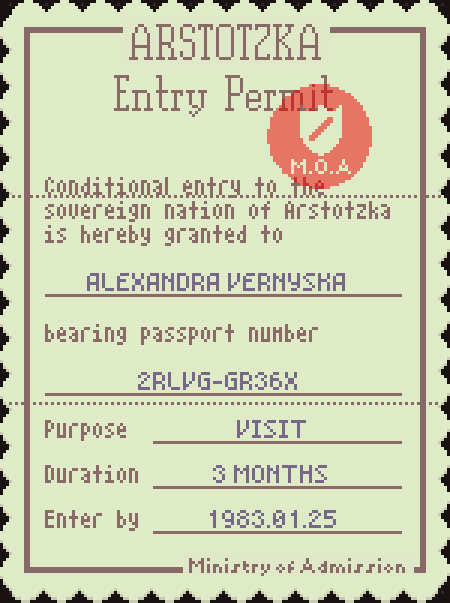 ARSTOTZKA
Entry Permit
M.O.A
Conditional entry to the
sovereign nation of Arstotzka
is hereby granted to
ALEXANDRA VERNYSKA
bearing passport number
2RLVG-GR36X
Purpose VISIT
Duration 3 MONTHS
Enter by 1983.01.25
Ministry of Admission